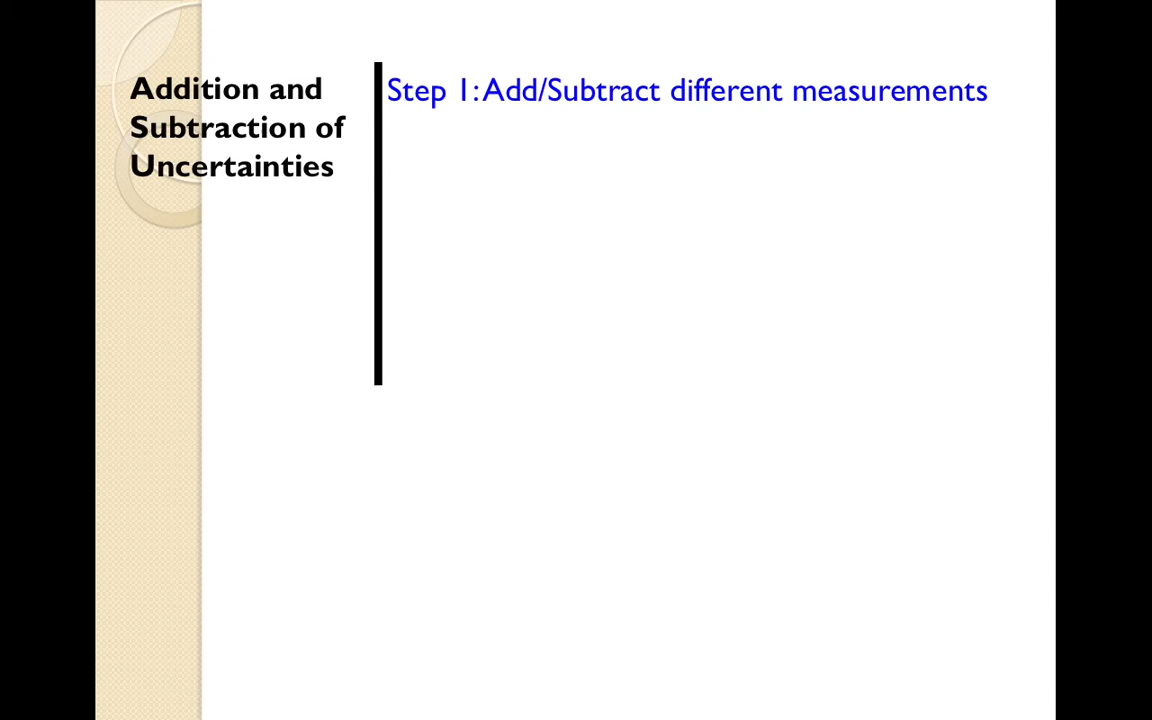 Addition and
Subtraction of
Uncertainties
Step 1: Add/Subtract different measurements